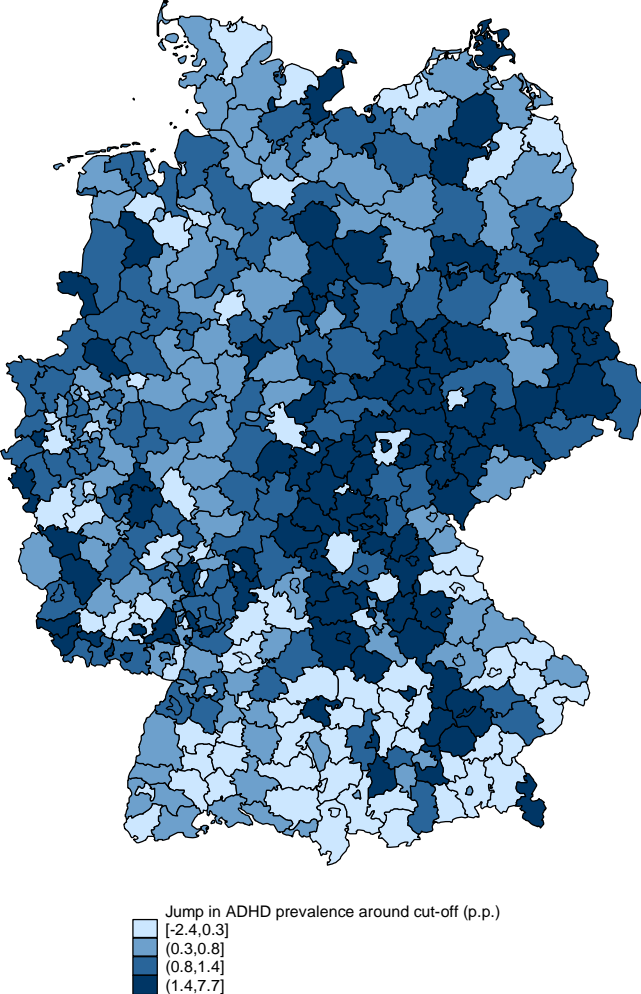 Jump in ADHD prevalence around cut-off (p.p.)
[-2.4,0.3]
(0.3,0.8]
(0.8,1.4]
(1.4,7.7]